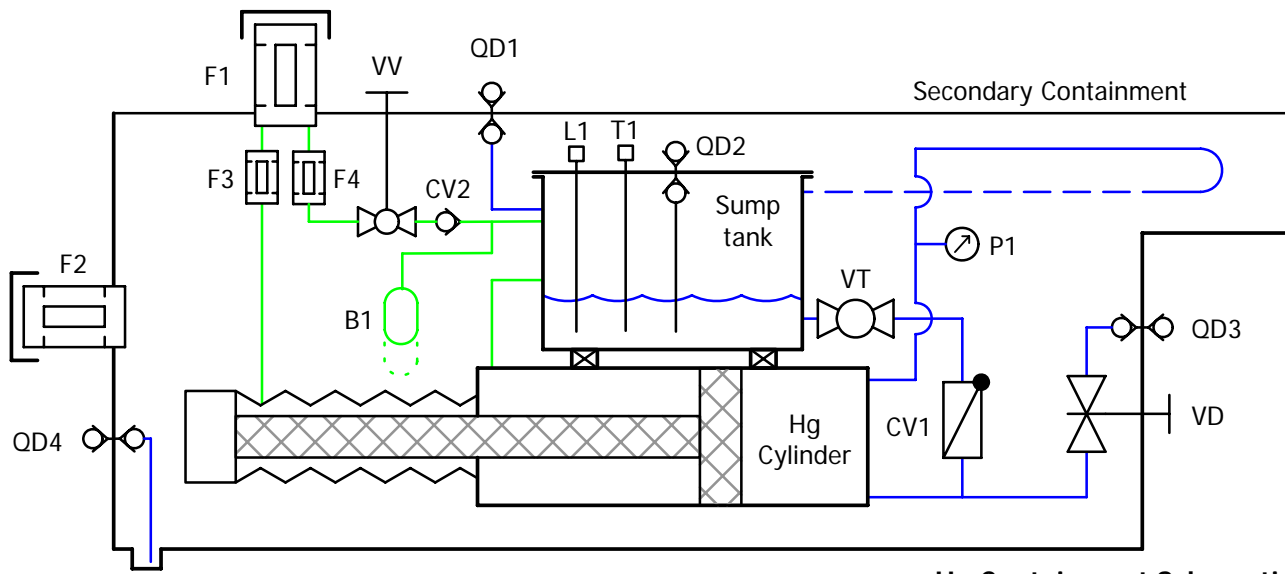 F1
VV
QD1
Secondary Containment
L1
T1
QD2
F3
F4
CV2
Sump
tank
P1
F2
B1
VT
QD3
QD4
Hg
Cylinder
CV1
VD